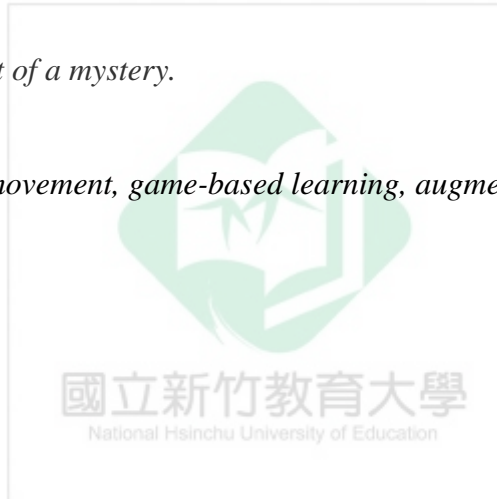 t of a mystery.
ovement, game-based learning, augme
國立新竹教育大學
National Hsinchu University of Education